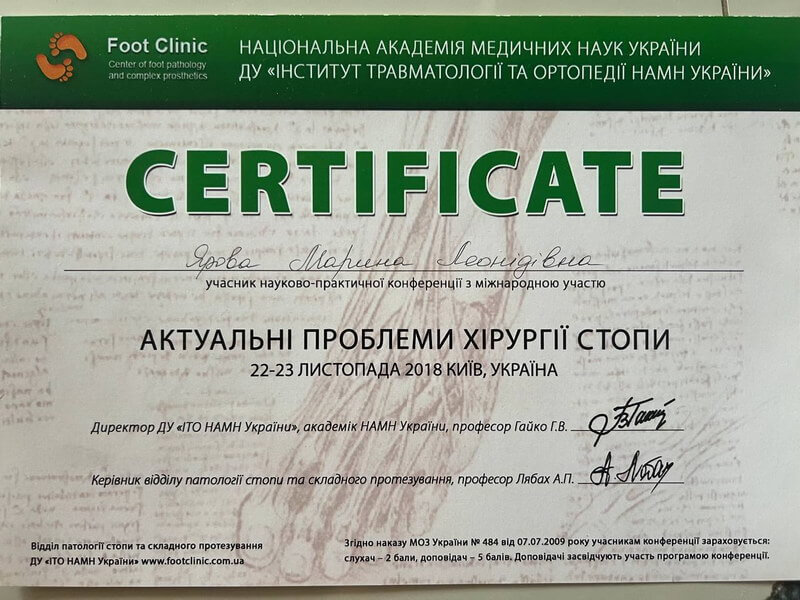 Foot Clinic
Center of foot pathology
and complex prosthetics
НАЦІОНАЛЬНА АКАДЕМІЯ МЕДИЧНИХ НАУК УКРАЇНИ
ДУ «ІНСТИТУТ ТРАВМАТОЛОГІЇ ТА ОРТОПЕДІЇ НАМН УКРАЇНИ»
CERTIFICATE
Ярова Марина Леонідівна
учасник науково-практичної конференції з міжнародною участю
АКТУАЛЬНІ ПРОБЛЕМИ ХІРУРГІЇ СТОПИ
22-23 ЛИСТОПАДА 2018 КИЇВ, УКРАЇНА
Директор ДУ «ІТО НАМН України», академік НАМН України, професор Гайко Г.В.
Керівник відділу патології стопи та складного протезування, професор Лябах А.П.
Відділ патології стопи та складного протезування
ДУ «ІТО НАМН України» www.footclinic.com.ua
Згідно наказу МОЗ України № 484 від 07.07.2009 року учасникам конференції зараховується:
слухач – 2 бали, доповідач – 5 балів. Доповідачі засвідчують участь програмою конференції.